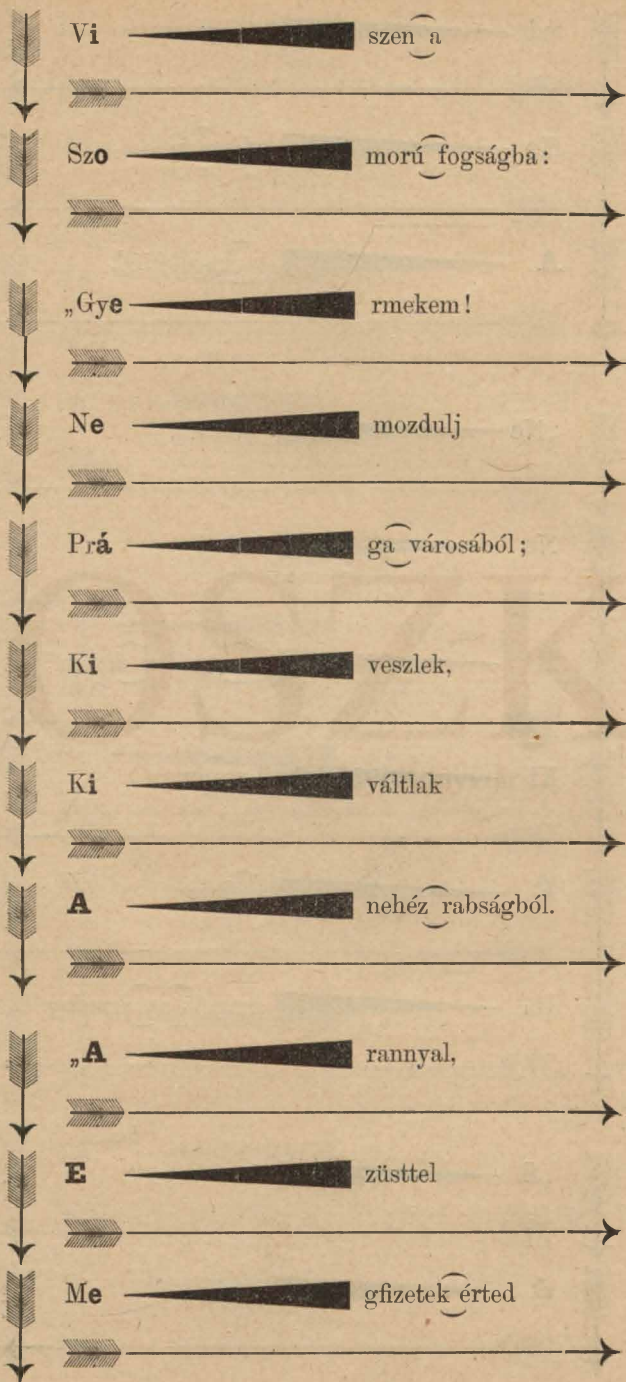 Vi szen a
Szo morú fogságba:
„Gye rmekem!
Ne mozdulj
Prá ga városából;
Ki veszlek,
Ki váltlak
A nehéz rabságból.
„A rannyal,
E züsttel
Me gfizetek érted